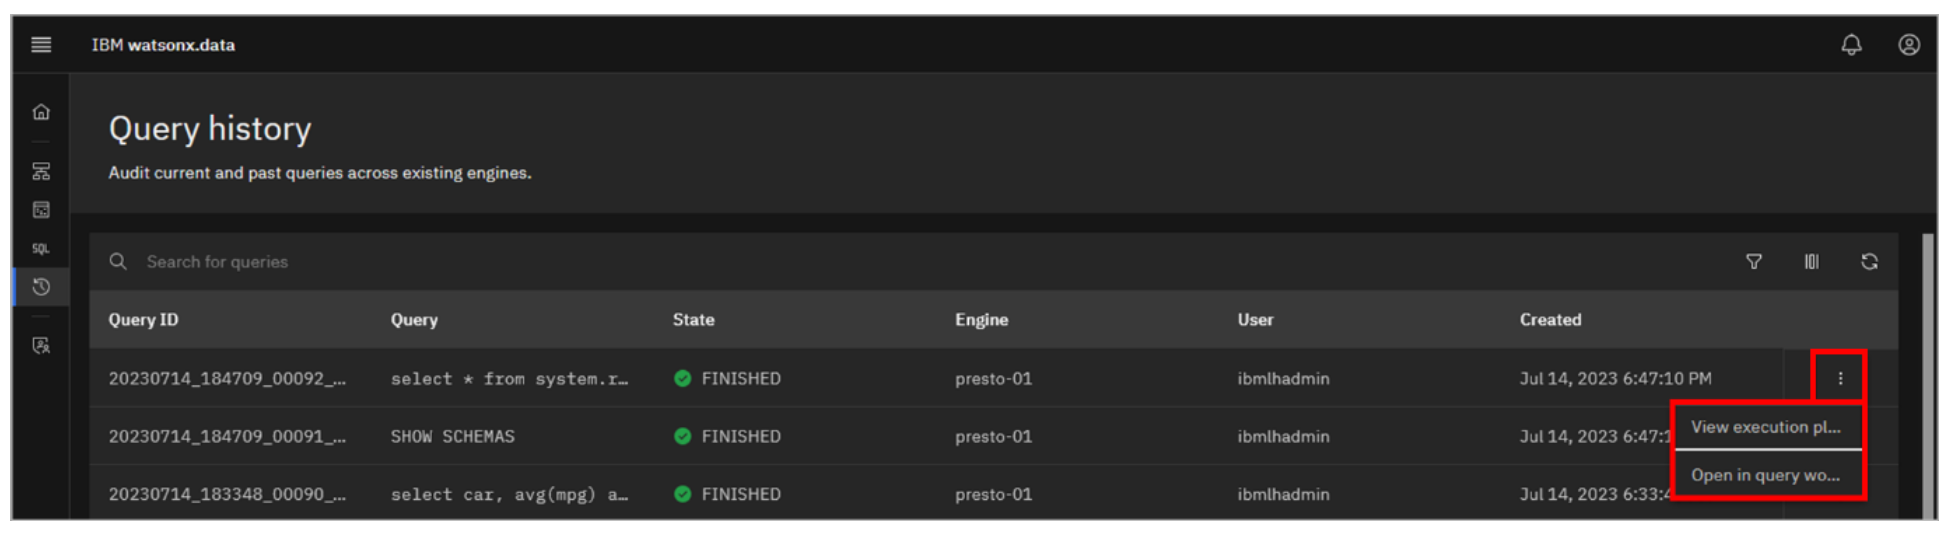 IBM watsonx.data
Query history
Audit current and past queries across existing engines.
SQL
Search for queries
Query ID Query State Engine User Created
20230714_184709_00092_... select * from system.r... FINISHED presto-01 ibmlhadmin Jul 14, 2023 6:47:10 PM
View execution pl...
20230714_184709_00091_... SHOW SCHEMAS FINISHED presto-01 ibmlhadmin Jul 14, 2023 6:47:1
Open in query wo...
20230714_183348_00090_... select car, avg(mpg) a... FINISHED presto-01 ibmlhadmin Jul 14, 2023 6:33:4